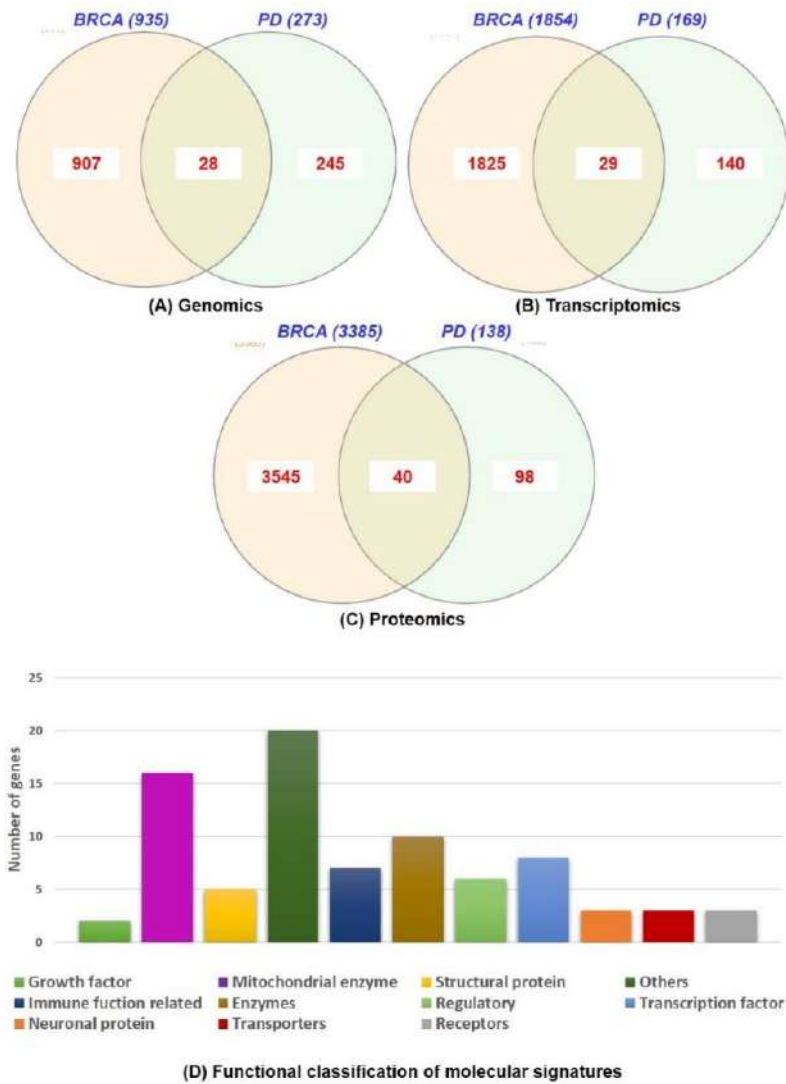 BRCA (935) PD (273)
BRCA (1854) PD (169)
907 28 245
1825 29 140
(A) Genomics
(B) Transcriptomics
BRCA (3385) PD (138)
3545 40 98
(C) Proteomics
Number of genes
25
20
15
10
5
0
Growth factor Mitochondrial enzyme Structural protein Others
Immune fuction related Enzymes Regulatory Transcription factor
Neuronal protein Transporters Receptors
(D) Functional classification of molecular signatures